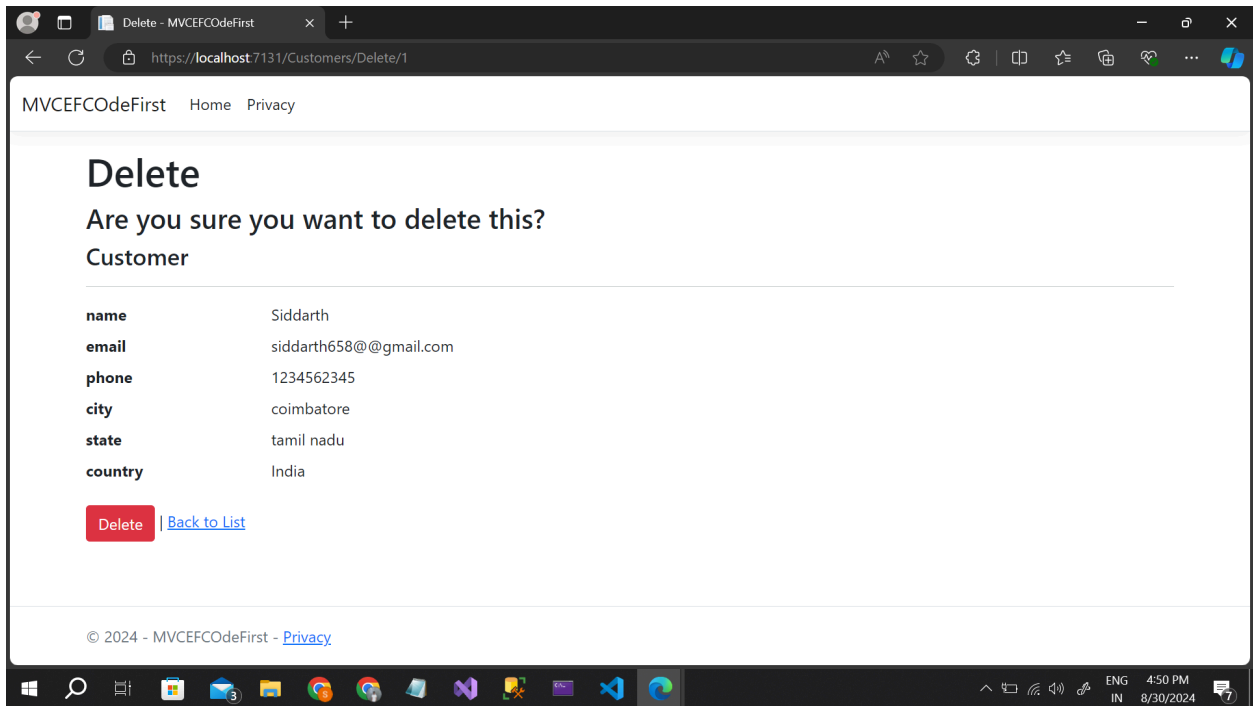 Delete - MVCEFCOdeFirst
https://localhost:7131/Customers/Delete/1
MVCEFCOdeFirst Home Privacy
Delete
Are you sure you want to delete this?
Customer
name Siddarth
email siddarth658@@gmail.com
phone 1234562345
city coimbatore
state tamil nadu
country India
Delete | Back to List
© 2024 - MVCEFCOdeFirst - Privacy
3
ENG 4:50 PM
IN 8/30/2024
7